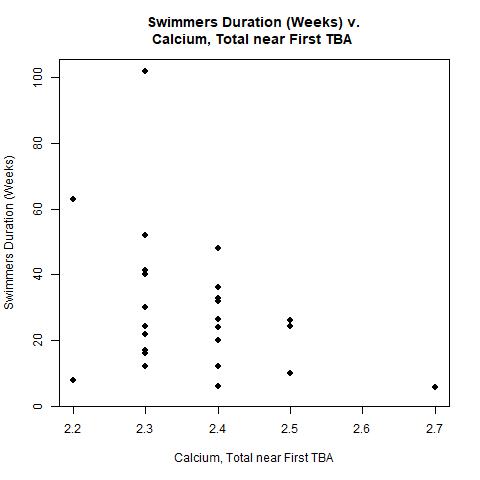 Swimmers Duration (Weeks) v.
Calcium, Total near First TBA
Swimmers Duration (Weeks)
100
80
60
40
20
0
2.2 2.3 2.4 2.5 2.6 2.7
Calcium, Total near First TBA